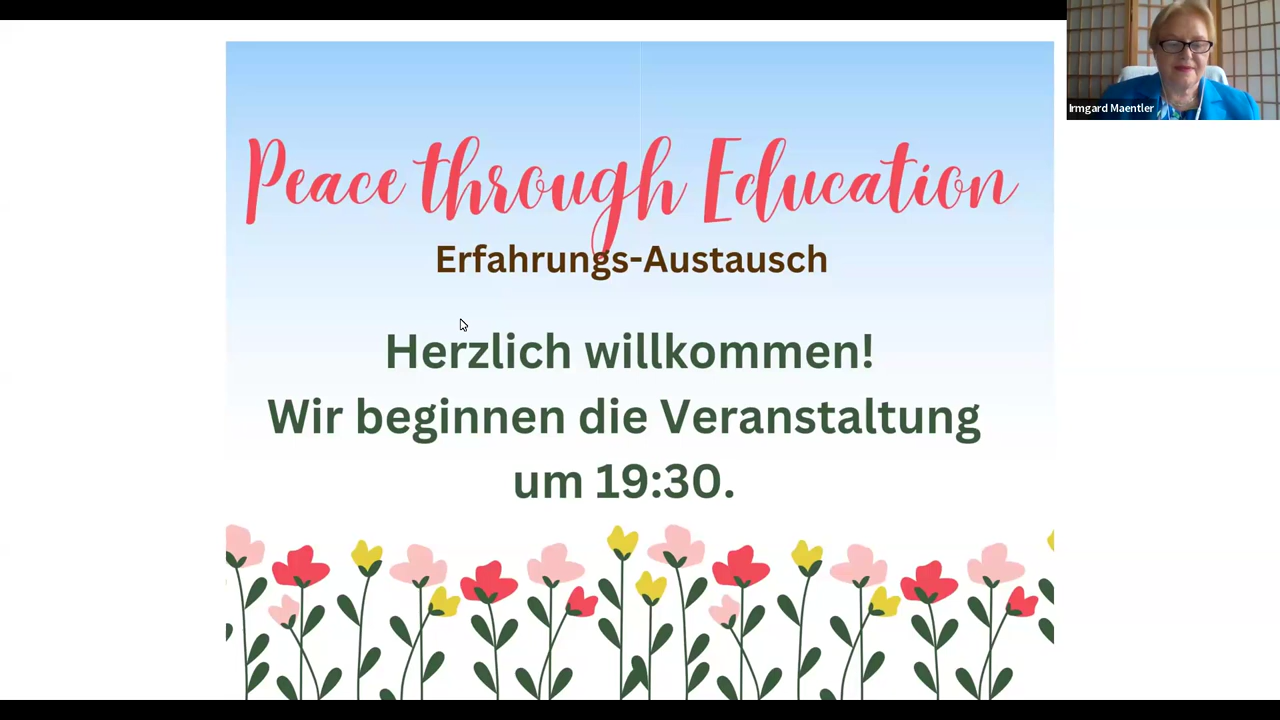 Peace through Education
Erfahrungs-Austausch
Herzlich willkommen!
Wir beginnen die Veranstaltung
um 19:30.
Irmgard Maentler